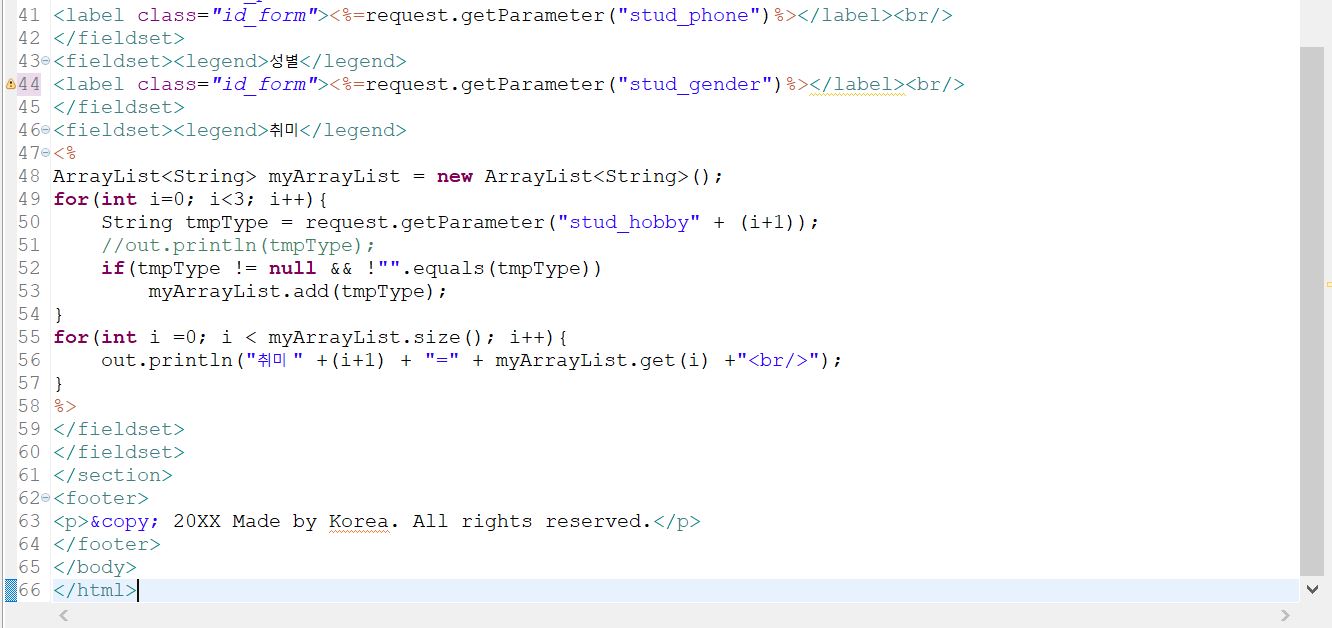 41 <label class="id_form"><%=request.getParameter("stud_phone")%></label><br/>
42 </fieldset>
43 <fieldset><legend>성별</legend>
44 <label class="id_form"><%=request.getParameter("stud_gender")%></label><br/>
45 </fieldset>
46 <fieldset><legend>취미</legend>
47 <%
48 ArrayList<String> myArrayList = new ArrayList<String>();
49 for(int i=0; i<3; i++){
50     String tmpType = request.getParameter("stud_hobby" + (i+1));
51     //out.println(tmpType);
52     if(tmpType != null && !"".equals(tmpType))
53         myArrayList.add(tmpType);
54 }
55 for(int i =0; i < myArrayList.size(); i++){
56     out.println("취미 " +(i+1) + "=" + myArrayList.get(i) +"<br/>");
57 }
58 %>
59 </fieldset>
60 </fieldset>
61 </section>
62 <footer>
63 <p>&copy; 20XX Made by Korea. All rights reserved.</p>
64 </footer>
65 </body>
66 </html>